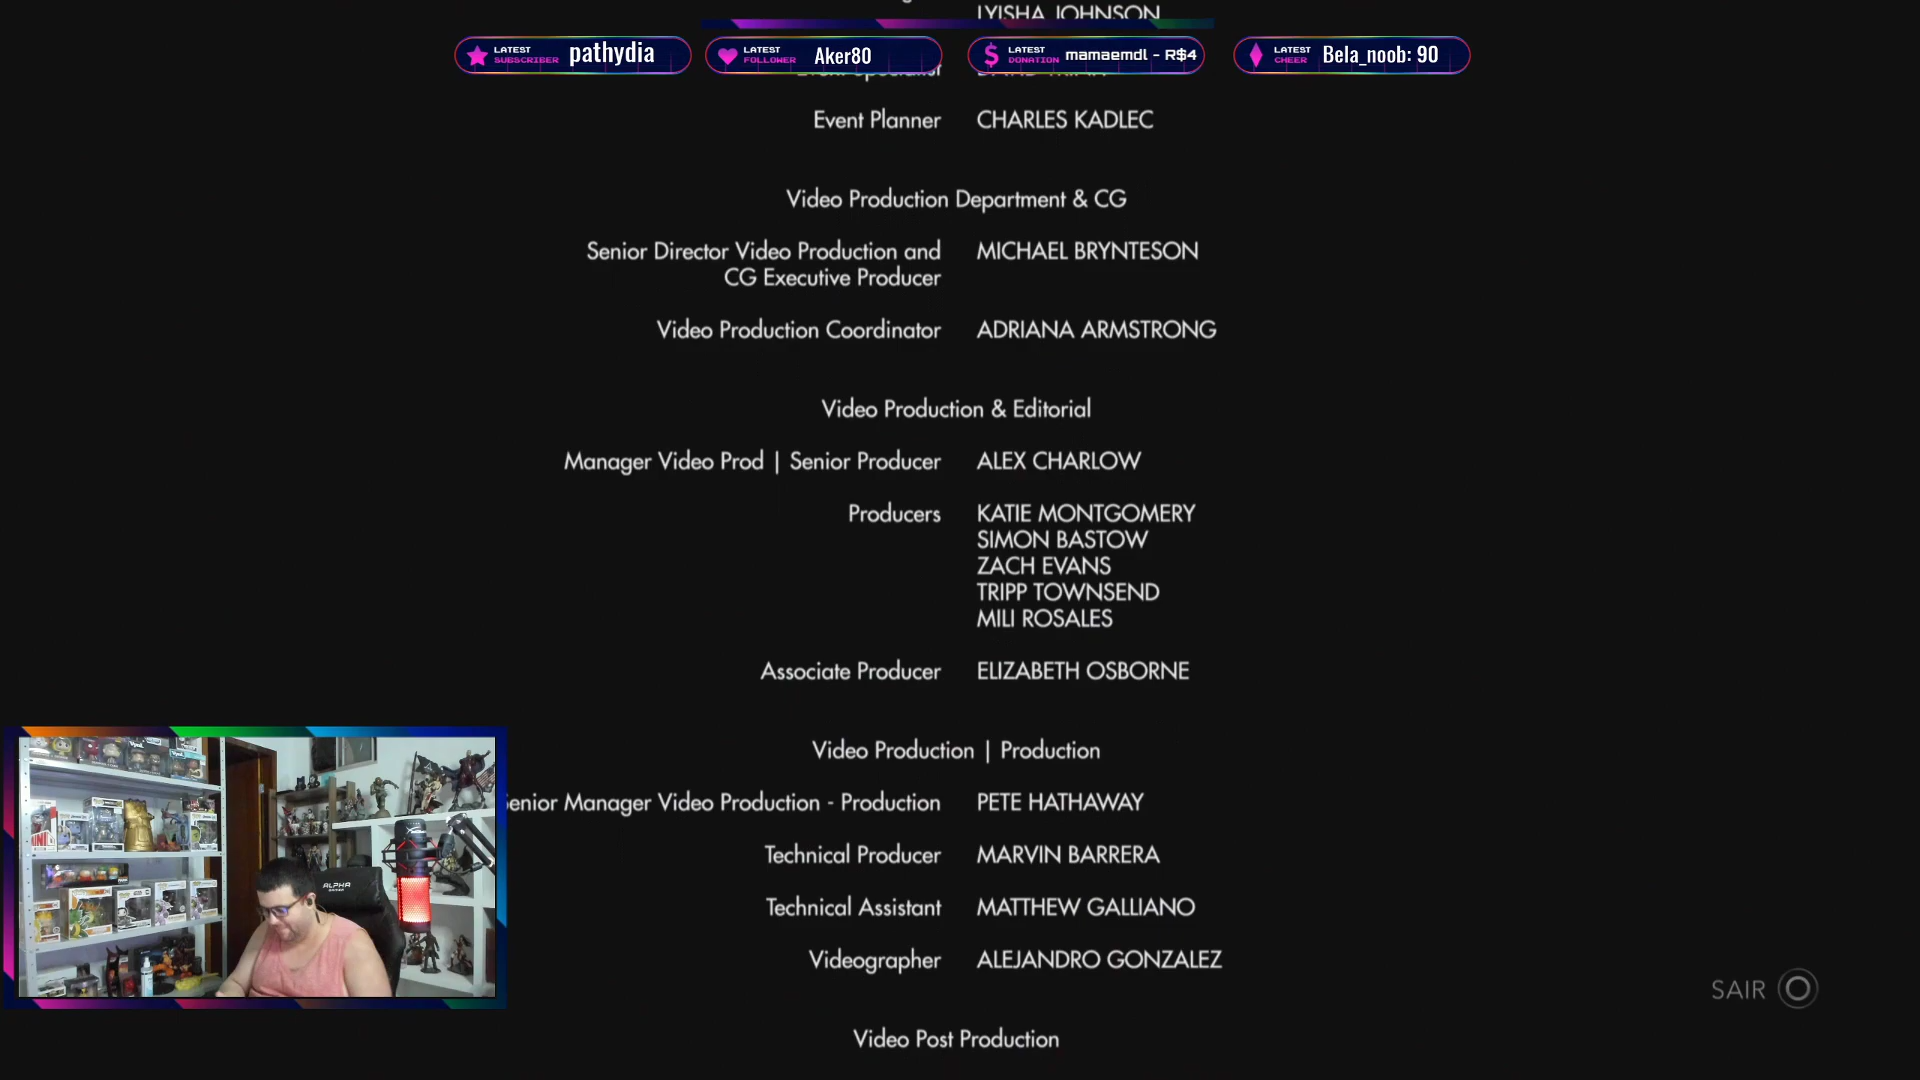 LYISHA JOHNSON
LATEST
SUBSCRIBER
pathydia
LATEST
FOLLOWER
Aker80
LATEST
DONATION
mamaemdl - R$4
LATEST
CHEER
Bela_noob: 90
Event Planner CHARLES KADLEC
Video Production Department & CG
Senior Director Video Production and MICHAEL BRYNTESON
CG Executive Producer
Video Production Coordinator ADRIANA ARMSTRONG
Video Production & Editorial
Manager Video Prod | Senior Producer ALEX CHARLOW
Producers KATIE MONTGOMERY
SIMON BASTOW
ZACH EVANS
TRIPP TOWNSEND
MILI ROSALES
Associate Producer ELIZABETH OSBORNE
Video Production | Production
Senior Manager Video Production - Production PETE HATHAWAY
Technical Producer MARVIN BARRERA
ALPHA
Technical Assistant MATTHEW GALLIANO
Videographer ALEJANDRO GONZALEZ
SAIR
Video Post Production